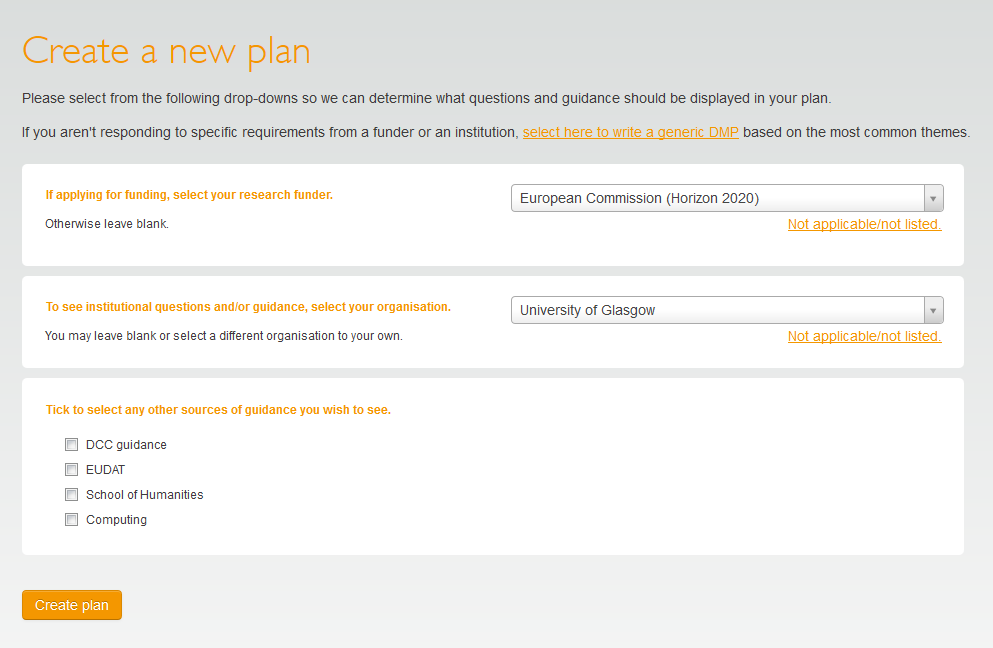 Create a new plan
Please select from the following drop-downs so we can determine what questions and guidance should be displayed in your plan.
If you aren't responding to specific requirements from a funder or an institution, select here to write a generic DMP based on the most common themes.
If applying for funding, select your research funder.
European Commission (Horizon 2020)
Otherwise leave blank.
Not applicable/not listed.
To see institutional questions and/or guidance, select your organisation.
University of Glasgow
You may leave blank or select a different organisation to your own.
Not applicable/not listed.
Tick to select any other sources of guidance you wish to see.
DCC guidance
EUDAT
School of Humanities
Computing
Create plan